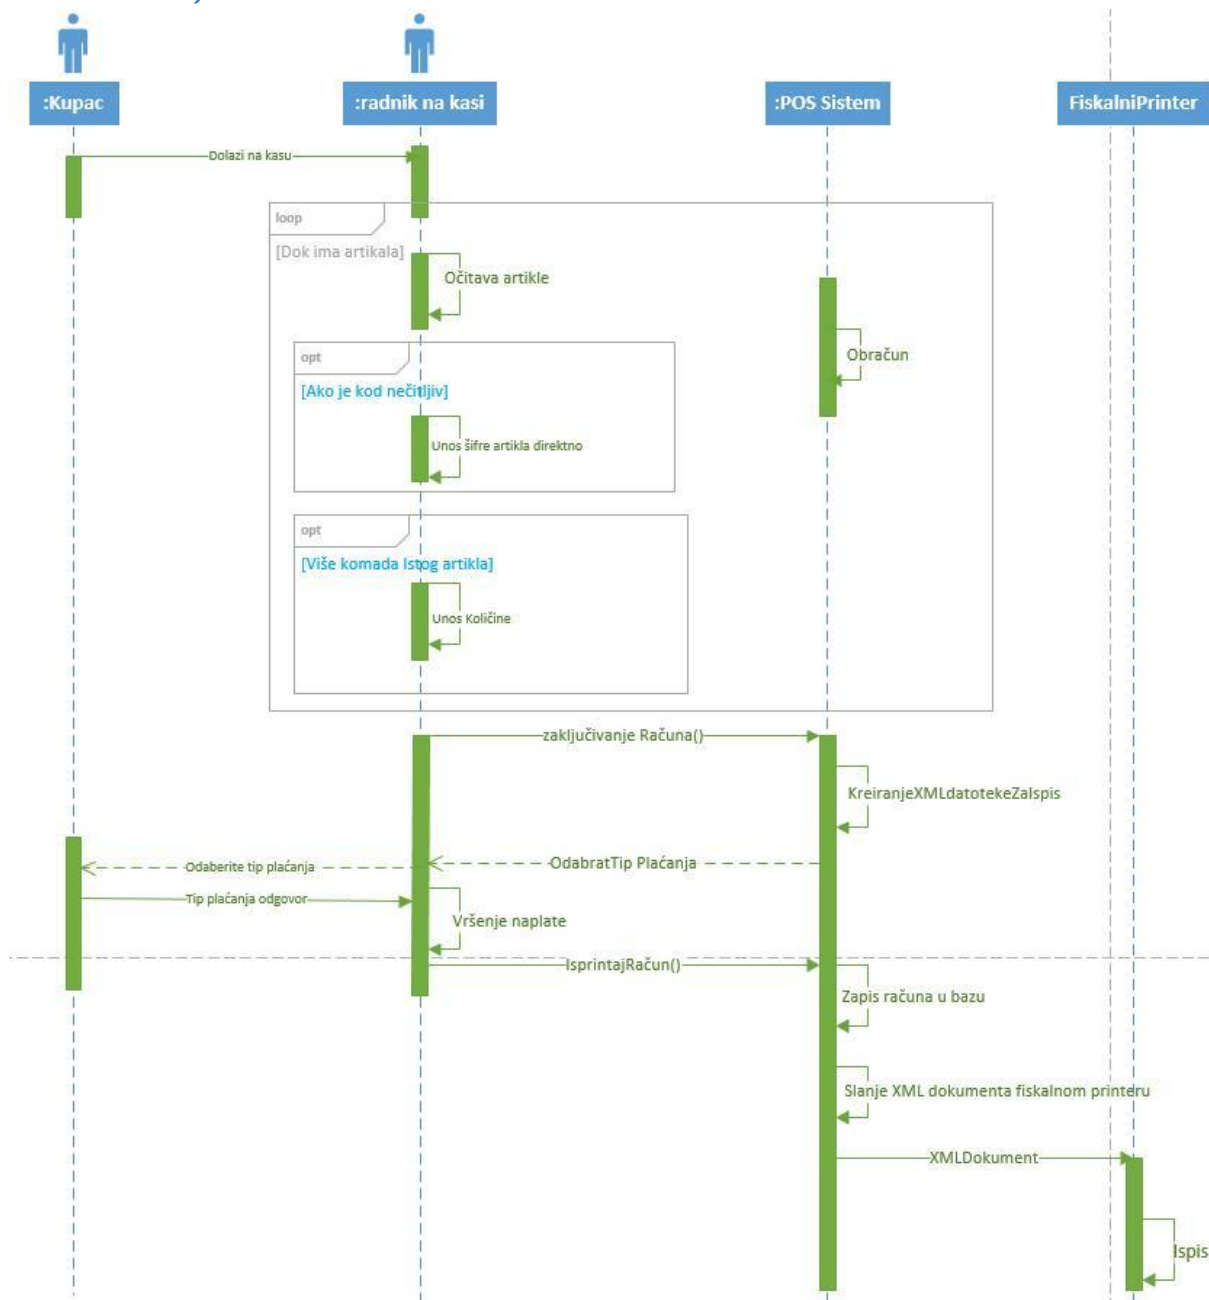 :Kupac
:radnik na kasi
:POS Sistem
FiskalniPrinter
Dolazi na kasu
loop
[Dok ima artikala]
Očitava artikle
Obračun
opt
[Ako je kod nečitljiv]
Unos šifre artikla direktno
opt
[Više komada Istog artikla]
Unos Količine
zaključivanje Računa()
KreiranjeXMLdatotekeZaIspis
OdabratTip Plaćanja
Odaberite tip plaćanja
Tip plaćanja odgovor
Vršenje naplate
IsprintajRačun()
Zapis računa u bazu
Slanje XML dokumenta fiskalnom printeru
XMLDokument
Ispis